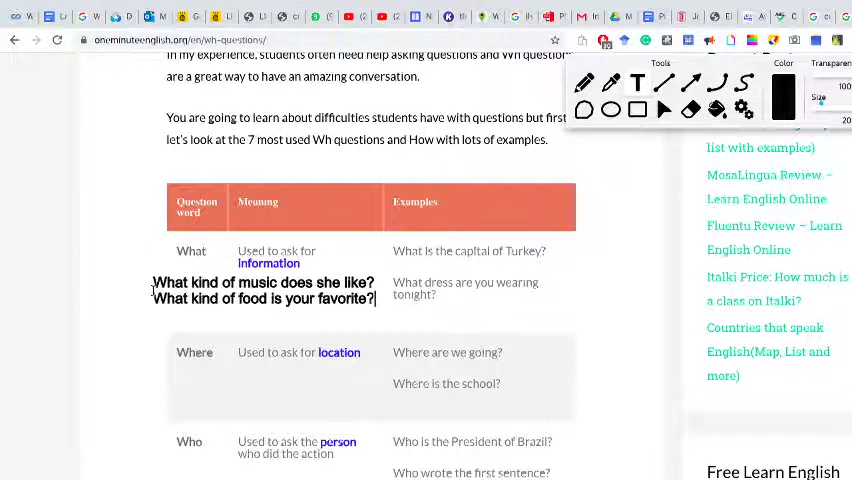 oneminuteenglish.org/en/wh-questions/
In my experience, students often need help asking questions and Wh question
are a great way to have an amazing conversation.
You are going to learn about difficulties students have with questions but first
let's look at the 7 most used Wh questions and How with lots of examples.
Question word Meaning Examples
What Used to ask for What is the capital of Turkey?
information
What kind of music does she like? What dress are you wearing
What kind of food is your favorite? tonight?
Where Used to ask for location Where are we going?
Where is the school?
Who Used to ask the person Who is the President of Brazil?
who did the action
Who wrote the first sentence?
Tools Color Transparen
T 100
Size
20
list with examples)
MosaLingua Review –
Learn English Online
Fluentu Review – Learn
English Online
Italki Price: How much is
a class on Italki?
Countries that speak
English(Map, List and
more)
Free Learn English